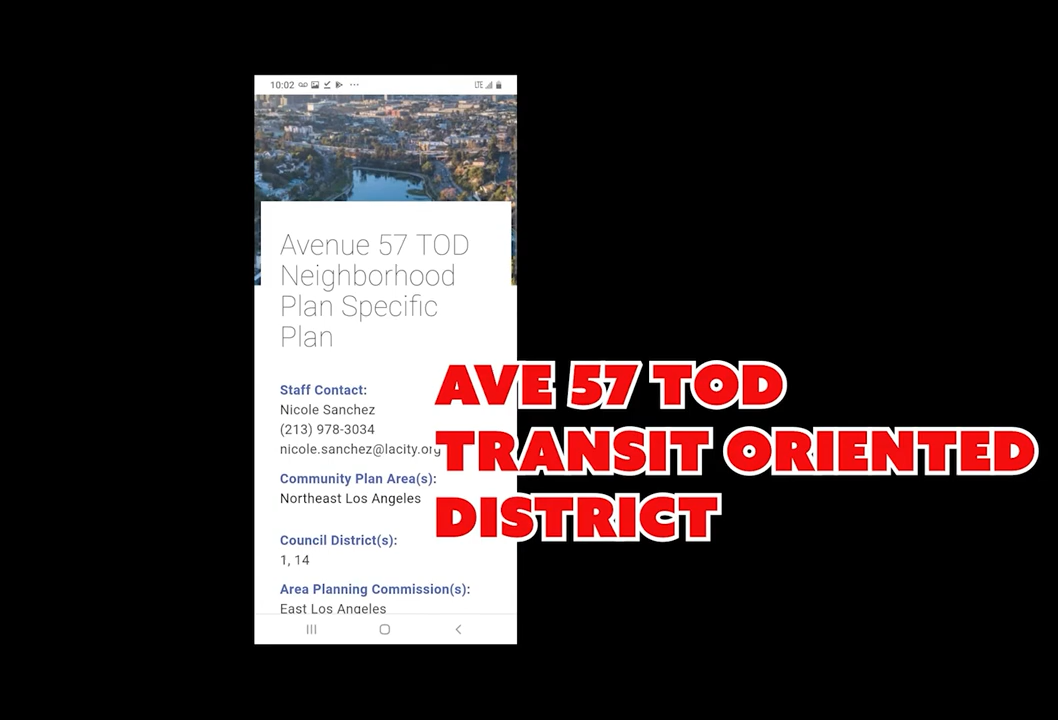 10:02
LTE
Avenue 57 TOD
Neighborhood
Plan Specific
Plan
Staff Contact:
Nicole Sanchez
(213) 978-3034
nicole.sanchez@lacity.org
Community Plan Area(s):
Northeast Los Angeles
Council District(s):
1, 14
Area Planning Commission(s):
East Los Angeles
AVE 57 TOD
TRANSIT ORIENTED
DISTRICT